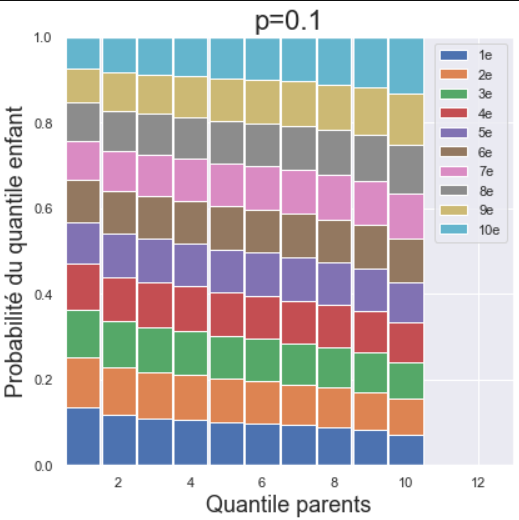 p=0.1
Probabilité du quantile enfant
1.0
0.8
0.6
0.4
0.2
0.0
2 4 6 8 10 12
Quantile parents
1e
2e
3e
4e
5e
6e
7e
8e
9e
10e